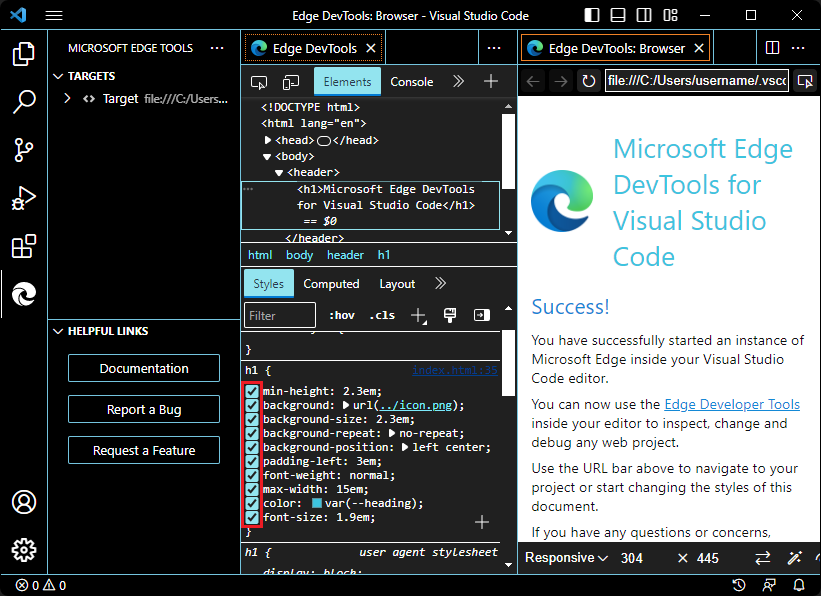 Edge DevTools: Browser - Visual Studio Code
MICROSOFT EDGE TOOLS
TARGETS
Target file:///C:/Users...
HELPFUL LINKS
Documentation
Report a Bug
Request a Feature
Edge DevTools
Elements Console
<!DOCTYPE html>
<html lang="en">
<head> </head>
<body>
<header>
<h1>Microsoft Edge DevTools
for Visual Studio Code</h1>
== $0
</header>
html body header h1
Styles Computed Layout
Filter :hov .cls
}
h1 { index.html:35
min-height: 2.3em;
background: url(../icon.png);
background-size: 2.3em;
background-repeat: no-repeat;
background-position: left center;
padding-left: 3em;
font-weight: normal;
max-width: 15em;
color: var(--heading);
font-size: 1.9em;
}
h1 { user agent stylesheet
display: block;
Edge DevTools: Browser
file:///C:/Users/username/.vsco
Microsoft Edge
DevTools for
Visual Studio
Code
Success!
You have successfully started an instance of
Microsoft Edge inside your Visual Studio
Code editor.
You can now use the Edge Developer Tools
inside your editor to inspect, change and
debug any web project.
Use the URL bar above to navigate to your
project or start changing the styles of this
document.
If you have any questions or concerns,
Responsive 304 × 445
0 0